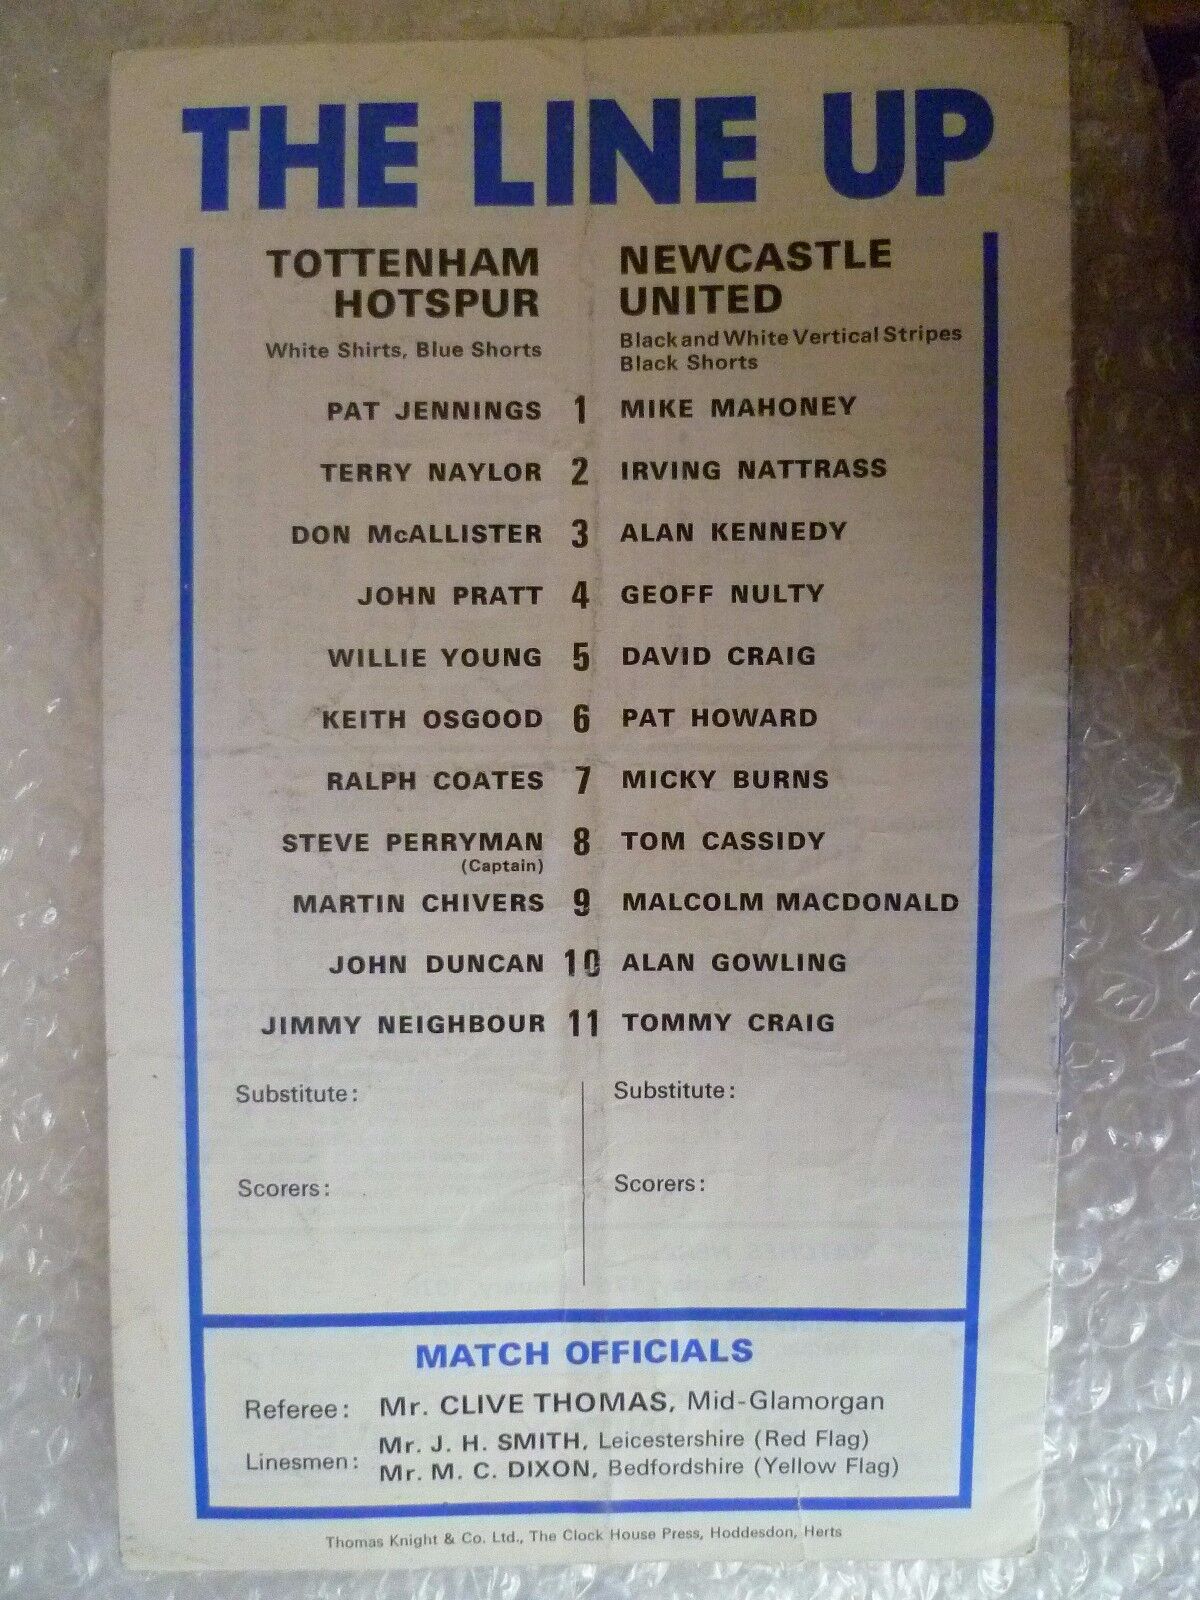 THE LINE UP
TOTTENHAM HOTSPUR
White Shirts, Blue Shorts
NEWCASTLE UNITED
Black and White Vertical Stripes
Black Shorts
PAT JENNINGS 1 MIKE MAHONEY
TERRY NAYLOR 2 IRVING NATTRASS
DON McALLISTER 3 ALAN KENNEDY
JOHN PRATT 4 GEOFF NULTY
WILLIE YOUNG 5 DAVID CRAIG
KEITH OSGOOD 6 PAT HOWARD
RALPH COATES 7 MICKY BURNS
STEVE PERRYMAN 8 TOM CASSIDY
(Captain)
MARTIN CHIVERS 9 MALCOLM MACDONALD
JOHN DUNCAN 10 ALAN GOWLING
JIMMY NEIGHBOUR 11 TOMMY CRAIG
Substitute: Substitute:
Scorers: Scorers:
MATCH OFFICIALS
Referee: Mr. CLIVE THOMAS, Mid-Glamorgan
Linesmen: Mr. J. H. SMITH, Leicestershire (Red Flag)
Mr. M. C. DIXON, Bedfordshire (Yellow Flag)
Thomas Knight & Co. Ltd., The Clock House Press, Hoddesdon, Herts